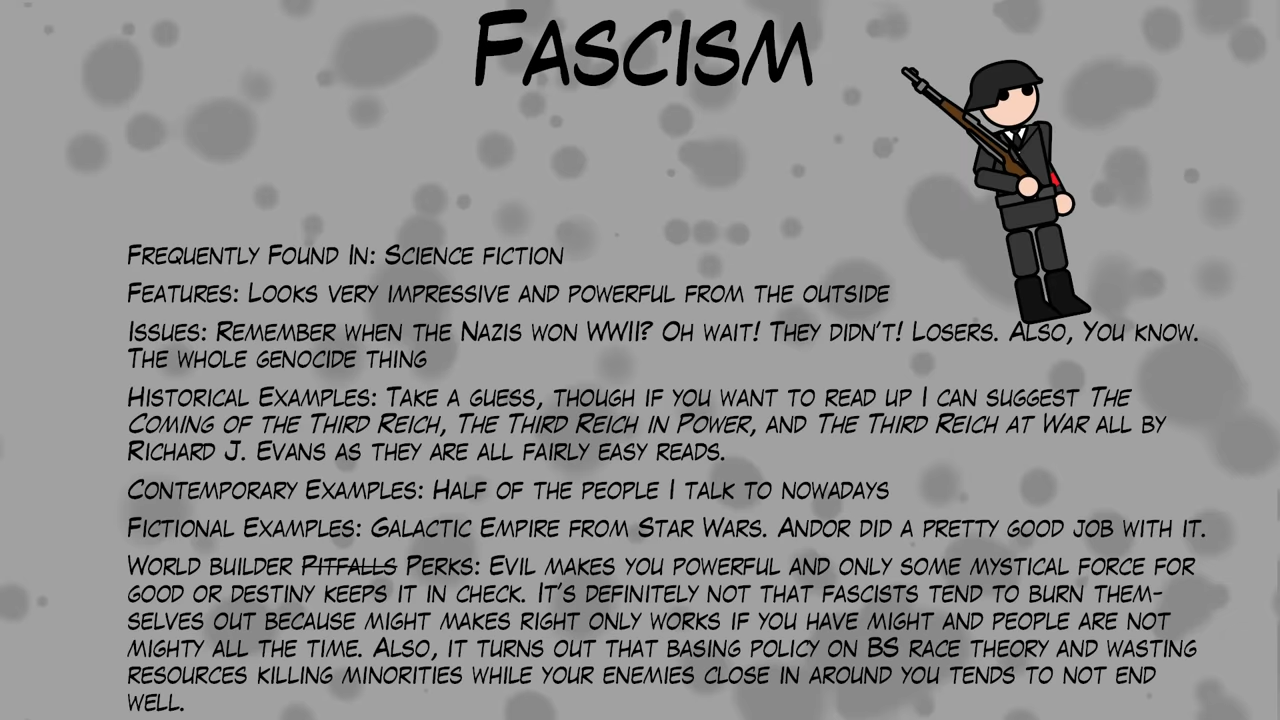 Fascism
Frequently Found In: Science fiction
Features: Looks very impressive and powerful from the outside
Issues: Remember when the Nazis won WWII? Oh wait! They didn't! Losers. Also, You know.
The whole genocide thing
Historical Examples: Take a guess, though if you want to read up I can suggest The
Coming of the Third Reich, The Third Reich in Power, and The Third Reich at War all by
Richard J. Evans as they are all fairly easy reads.
Contemporary Examples: Half of the people I talk to nowadays
Fictional Examples: Galactic Empire from Star Wars. Andor did a pretty good job with it.
World builder Pitfalls Perks: Evil makes you powerful and only some mystical force for
good or destiny keeps it in check. It's definitely not that fascists tend to burn them-
selves out because might makes right only works if you have might and people are not
mighty all the time. Also, it turns out that basing policy on BS race theory and wasting
resources killing minorities while your enemies close in around you tends to not end
well.